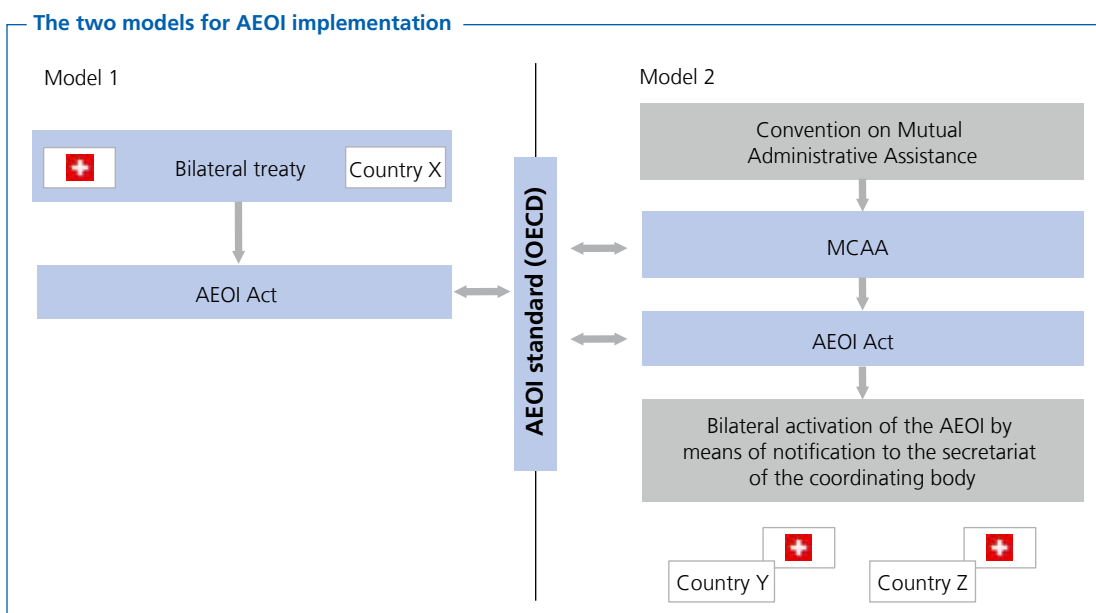 The two models for AEOI implementation
Model 1
Bilateral treaty
Country X
AEOI Act
AEOI standard (OECD)
Model 2
Convention on Mutual
Administrative Assistance
MCAA
AEOI Act
Bilateral activation of the AEOI by
means of notification to the secretariat
of the coordinating body
Country Y
Country Z